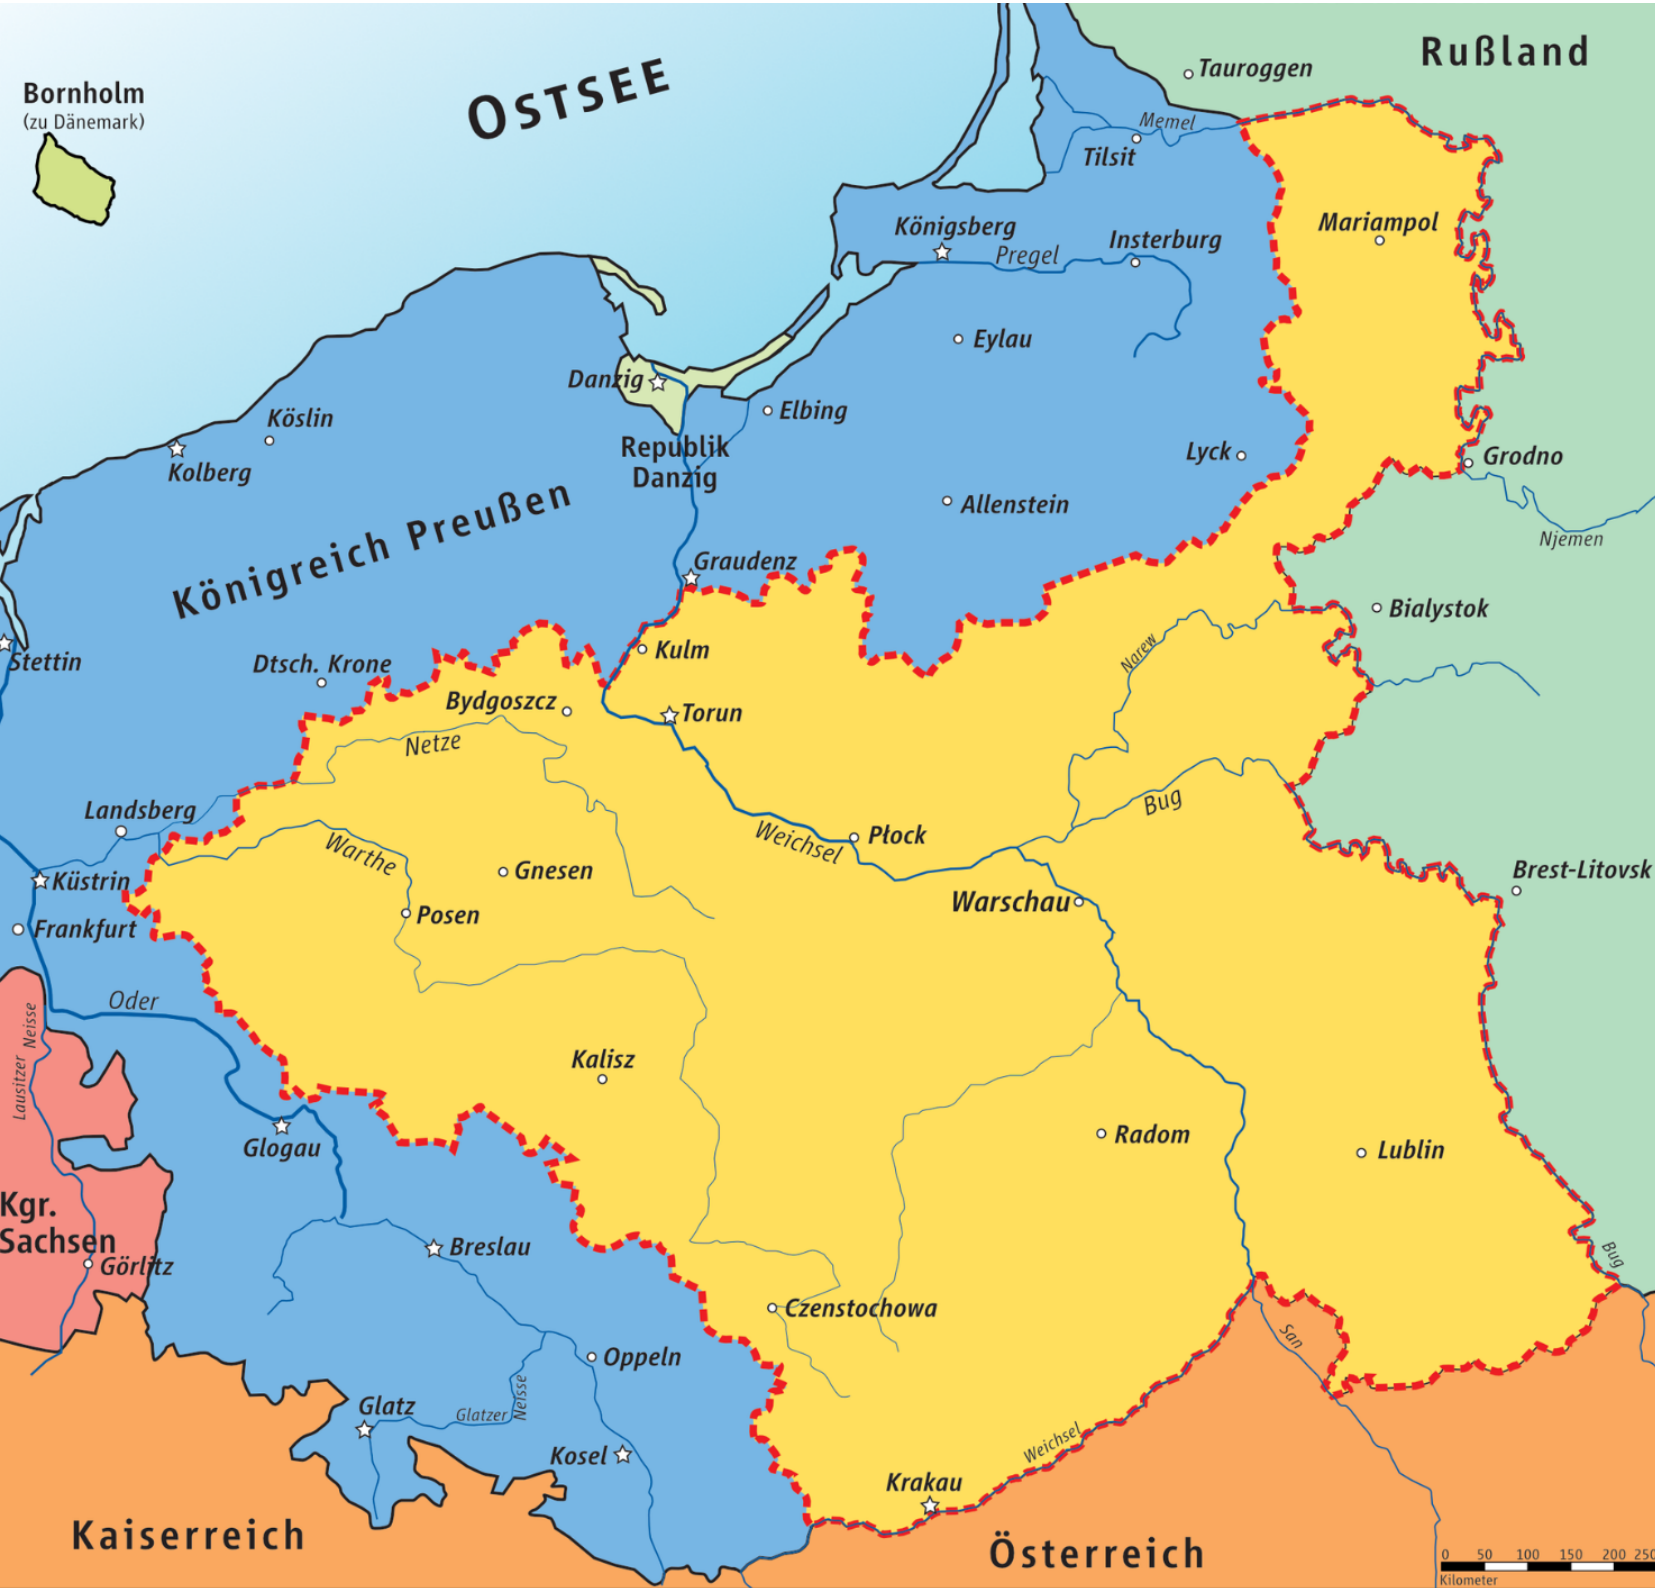 Rußland
Tauroggen
OSTSEE
Bornholm
(zu Dänemark)
Memel
Tilsit
Mariampol
Königsberg
Pregel
Insterburg
Eylau
Danzig
Elbing
Köslin
Kolberg
Republik
Danzig
Lyck
Grodno
Allenstein
Njemen
Königreich Preußen
Graudenz
Bialystok
Kulm
Narew
Stettin
Dtsch. Krone
Bydgoszcz
Torun
Netze
Bug
Landsberg
Weichsel
Płock
Warthe
Gnesen
Brest-Litovsk
Küstrin
Warschau
Posen
Frankfurt
Oder
Lausitzer Neisse
Kalisz
Radom
Glogau
Lublin
Kgr.
Sachsen
Görlitz
Breslau
Bug
Czenstochowa
San
Oppeln
Glatz
Glatzer Neisse
Weichsel
Kosel
Krakau
Kaiserreich
Österreich
0 50 100 150 200 250
Kilometer